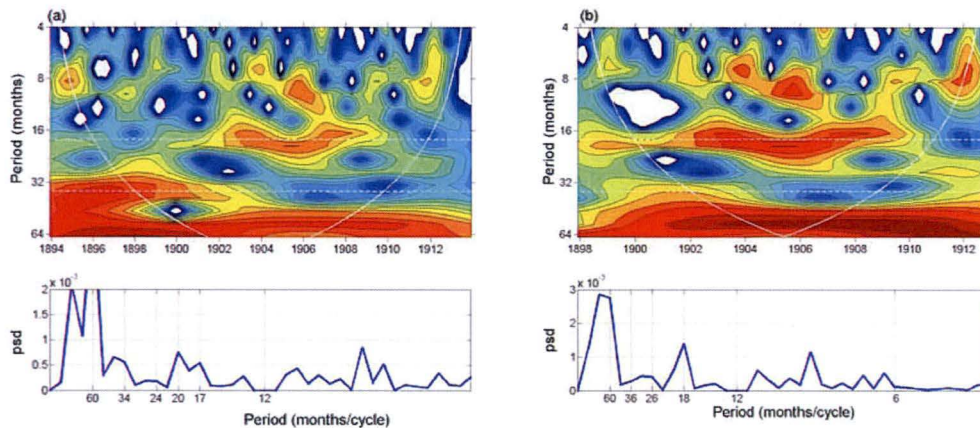 (a)
Period (months)
4
8
16
32
64
1894 1896 1898 1900 1902 1904 1906 1908 1910 1912
x 10⁻³
psd
2
1.5
1
0.5
0
60 34 24 20 17 12
Period (months/cycle)
(b)
Period (months)
4
8
16
32
64
1898 1900 1902 1904 1906 1908 1910 1912
x 10⁻³
psd
3
2
1
0
60 36 26 18 12 6
Period (months/cycle)